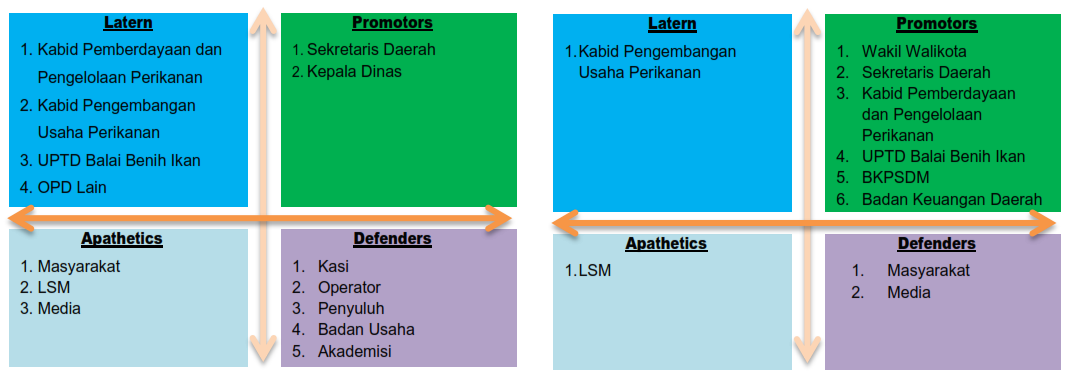 Latern
1. Kabid Pemberdayaan dan
Pengelolaan Perikanan
2. Kabid Pengembangan
Usaha Perikanan
3. UPTD Balai Benih Ikan
4. OPD Lain
Promotors
1. Sekretaris Daerah
2. Kepala Dinas
Apathetics
1. Masyarakat
2. LSM
3. Media
Defenders
1. Kasi
2. Operator
3. Penyuluh
4. Badan Usaha
5. Akademisi
Latern
1. Kabid Pengembangan
Usaha Perikanan
Promotors
1. Wakil Walikota
2. Sekretaris Daerah
3. Kabid Pemberdayaan
dan Pengelolaan
Perikanan
4. UPTD Balai Benih Ikan
5. BKPSDM
6. Badan Keuangan Daerah
Apathetics
1. LSM
Defenders
1. Masyarakat
2. Media